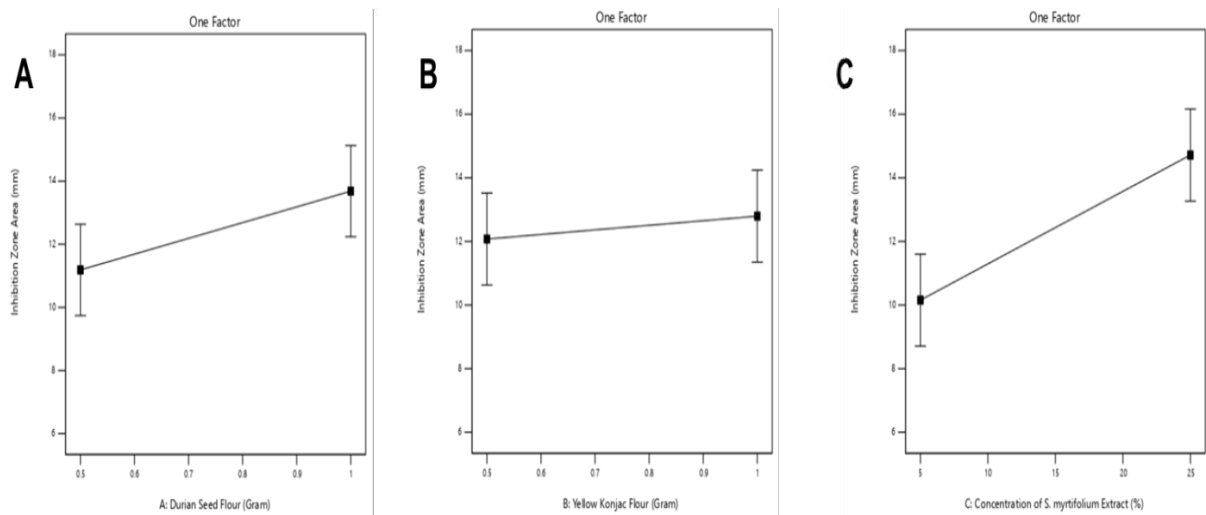 A
One Factor
Inhibition Zone Area (mm)
18
16
14
12
10
8
6
0.5 0.6 0.7 0.8 0.9 1
A: Durian Seed Flour (Gram)
B
One Factor
Inhibition Zone Area (mm)
18
16
14
12
10
8
6
0.5 0.6 0.7 0.8 0.9 1
B: Yellow Konjac Flour (Gram)
C
One Factor
Inhibition Zone Area (mm)
18
16
14
12
10
8
6
5 10 15 20 25
C: Concentration of S. myrtifolium Extract (%)